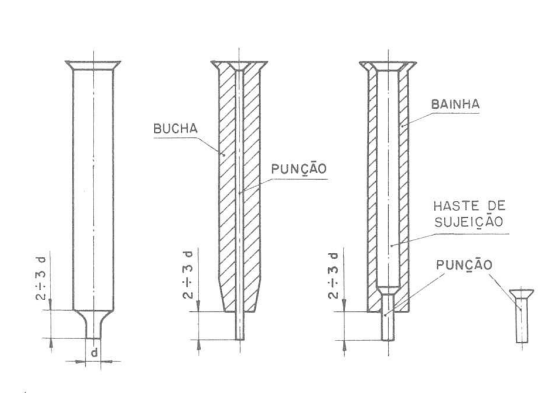 BUCHA
PUNÇÃO
BAINHA
HASTE DE
SUJEIÇÃO
PUNÇÃO
2 ÷ 3 d
2 ÷ 3 d
2 ÷ 3 d
d